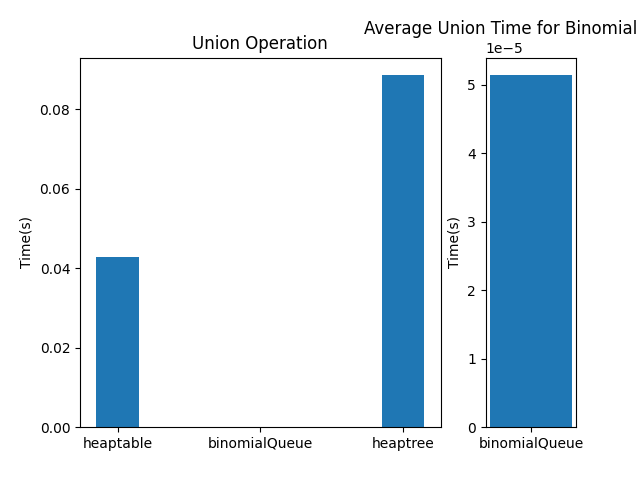 Union Operation
Time(s)
0.08
0.06
0.04
0.02
0.00
heaptable
binomialQueue
heaptree
Average Union Time for Binomial
1e−5
Time(s)
5
4
3
2
1
0
binomialQueue